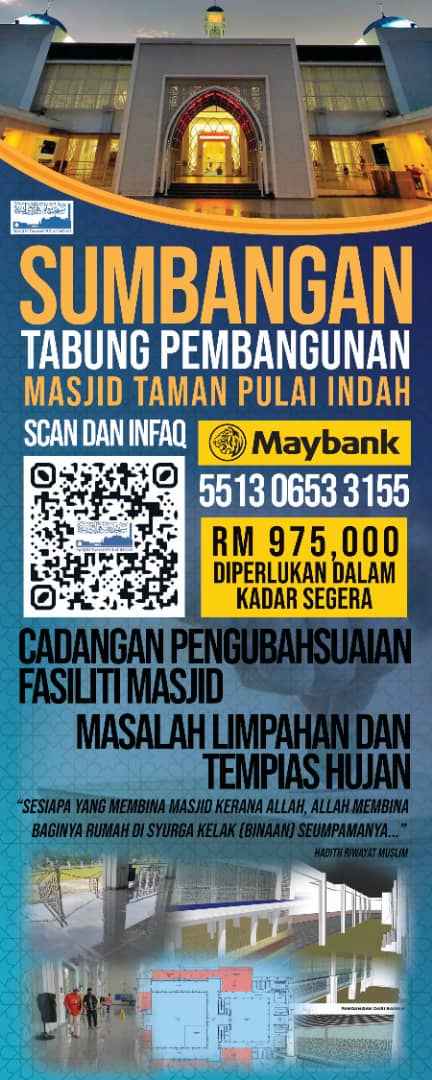 SUMBANGAN
TABUNG PEMBANGUNAN
MASJID TAMAN PULAI INDAH
SCAN DAN INFAQ
Maybank
5513 0653 3155
RM 975,000
DIPERLUKAN DALAM
KADAR SEGERA
CADANGAN PENGUBAHSUAIAN
FASILITI MASJID
MASALAH LIMPAHAN DAN
TEMPIAS HUJAN
“SESIAPA YANG MEMBINA MASJID KERANA ALLAH, ALLAH MEMBINA
BAGINYA RUMAH DI SYURGA KELAK (BINAAN) SEUMPAMANYA...”
HADITH RIWAYAT MUSLIM
PANDANGAN DARI